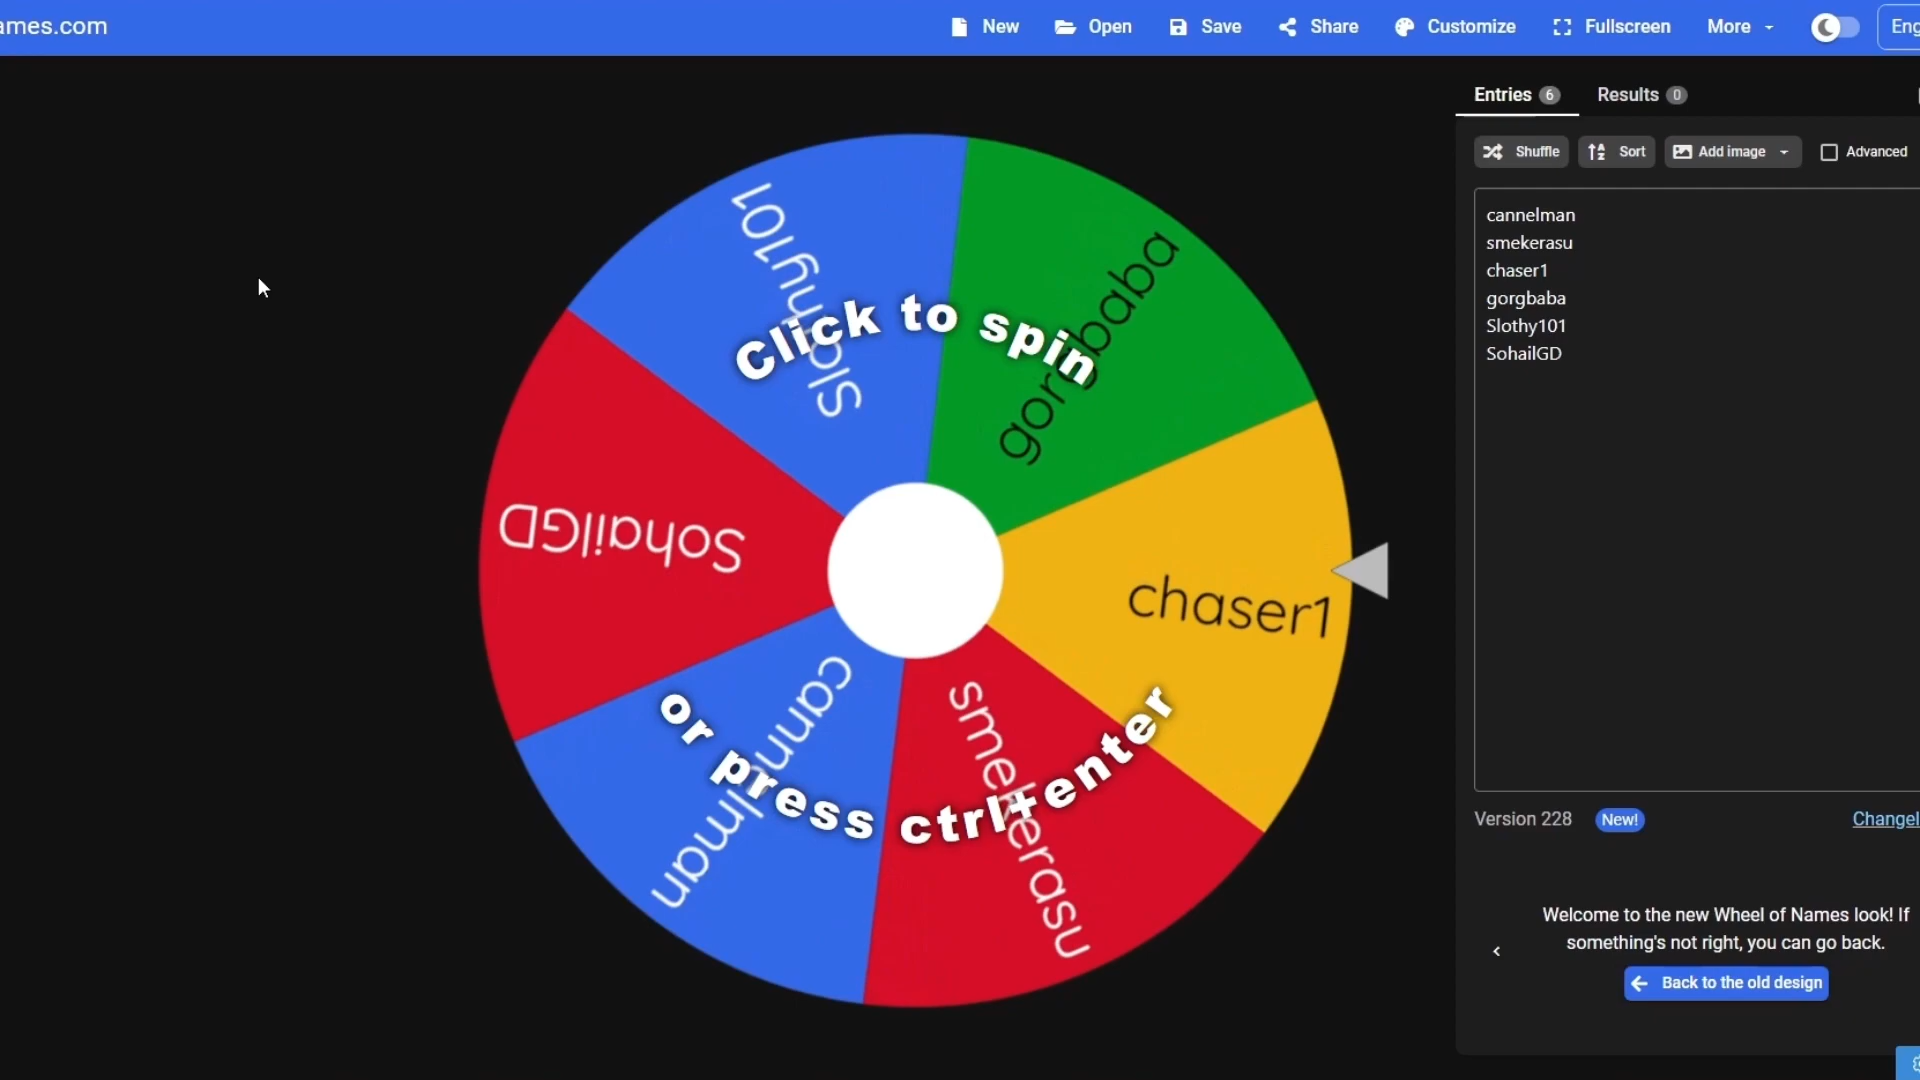 ames.com
New
Open
Save
Share
Customize
Fullscreen
More
Eng
Entries 6
Results 0
Shuffle
Sort
Add image
Advanced
cannelman
smekerasu
chaser1
gorgbaba
Slothy101
SohailGD
Slothy101
gorgbaba
Click to spin
SohailGD
chaser1
cannelman
smekerasu
or press ctrl+enter
Version 228
New!
Changel
Welcome to the new Wheel of Names look! If
something's not right, you can go back.
Back to the old design